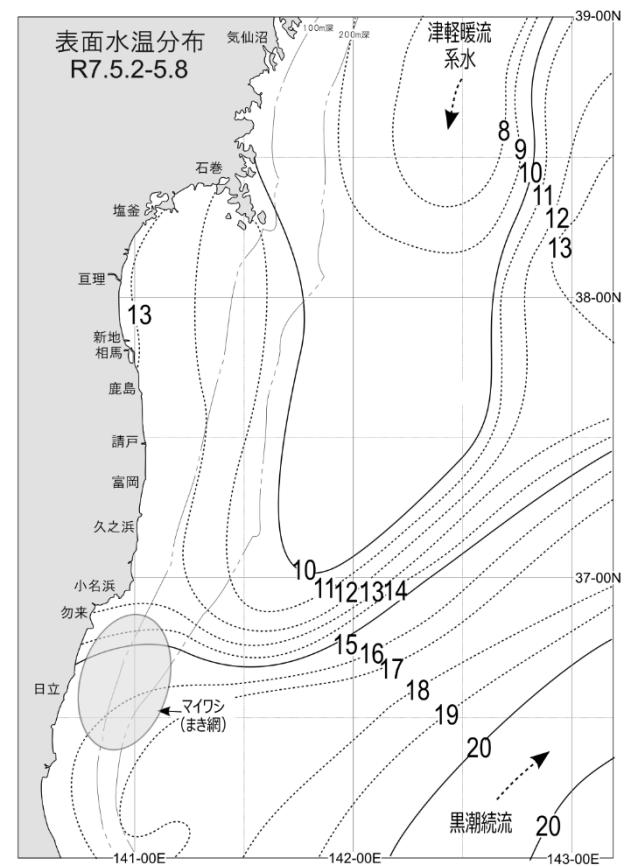 表面水温分布
R7.5.2-5.8
気仙沼
100m深
200m深
津軽暖流
系水
39-00N
8
9
10
11
12
13
石巻
塩釜
亘理
38-00N
13
新地
相馬
鹿島
請戸
富岡
久之浜
小名浜
勿来
日立
37-00N
10
11
12
13
14
15
16
17
18
19
20
マイワシ
(まき網)
黒潮続流
20
141-00E
142-00E
143-00E